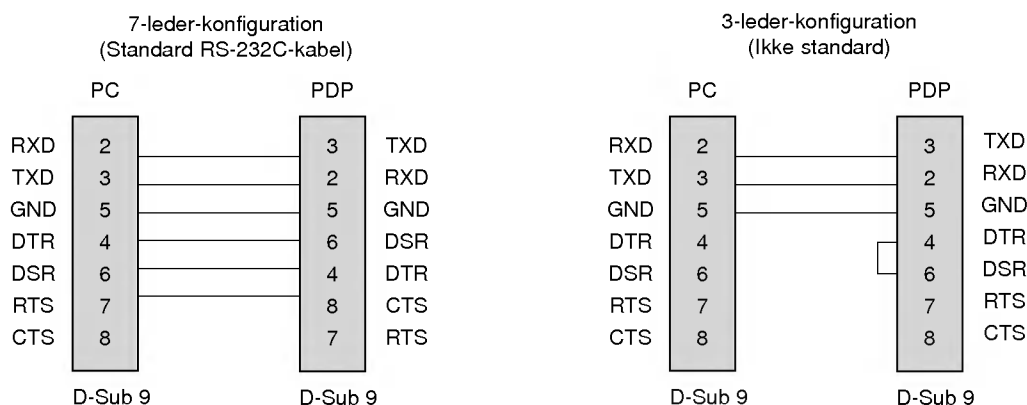 7-leder-konfiguration
(Standard RS-232C-kabel)
PC PDP
RXD 2 3 TXD
TXD 3 2 RXD
GND 5 5 GND
DTR 4 6 DSR
DSR 6 4 DTR
RTS 7 8 CTS
CTS 8 7 RTS
D-Sub 9 D-Sub 9
3-leder-konfiguration
(Ikke standard)
PC PDP
RXD 2 3 TXD
TXD 3 2 RXD
GND 5 5 GND
DTR 4 4 DTR
DSR 6 6 DSR
RTS 7 7 RTS
CTS 8 8 CTS
D-Sub 9 D-Sub 9